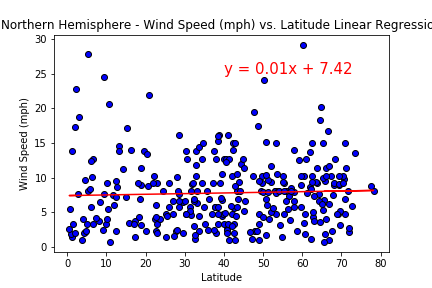 Northern Hemisphere - Wind Speed (mph) vs. Latitude Linear Regressio
30
25
20
15
10
5
0
Wind Speed (mph)
y = 0.01x + 7.42
0 10 20 30 40 50 60 70 80
Latitude